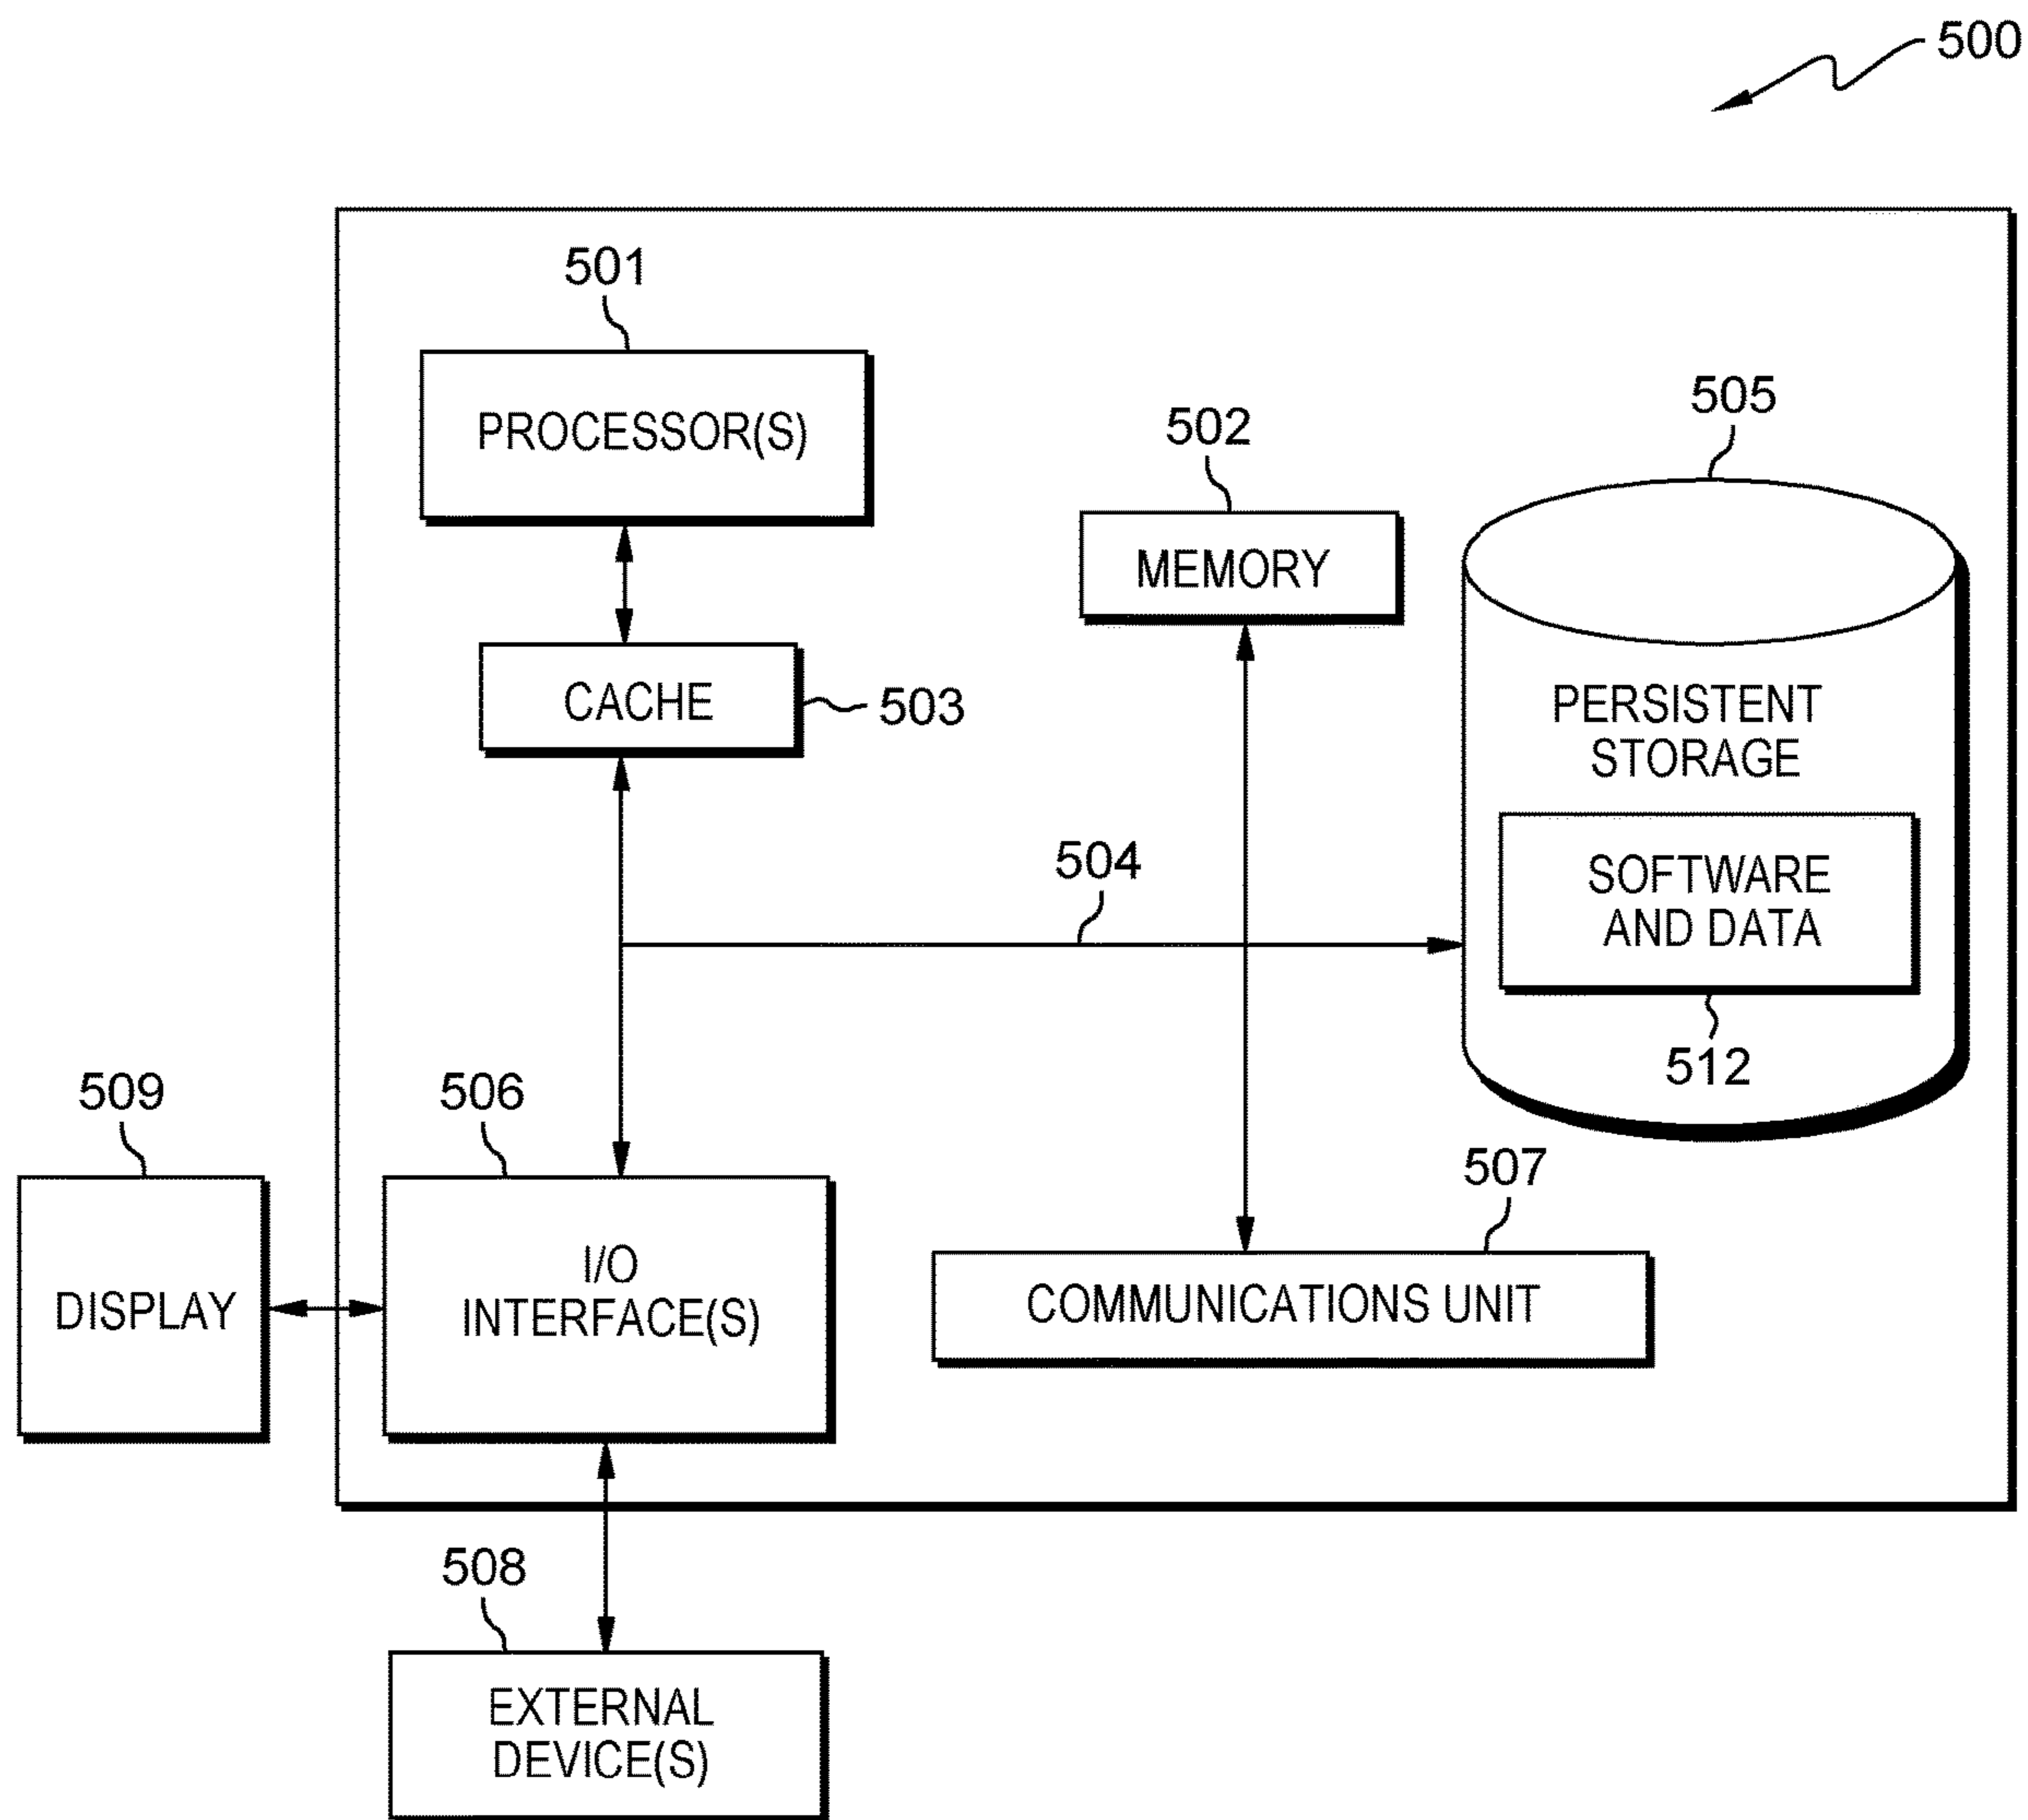 500
501
PROCESSOR(S)
502
MEMORY
505
CACHE
503
PERSISTENT
STORAGE
504
SOFTWARE
AND DATA
512
509
DISPLAY
506
I/O
INTERFACE(S)
507
COMMUNICATIONS UNIT
508
EXTERNAL
DEVICE(S)